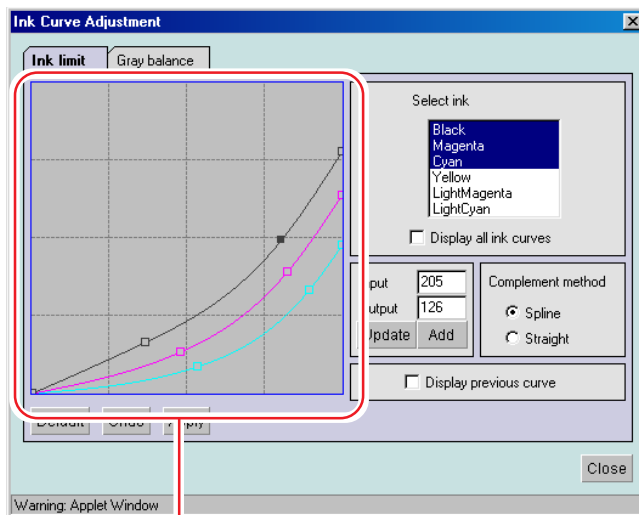 Ink Curve Adjustment
Ink limit
Gray balance
Select ink
Black
Magenta
Cyan
Yellow
LightMagenta
LightCyan
Display all ink curves
205
126
Add
Complement method
Spline
Straight
Display previous curve
Close
Warning: Applet Window